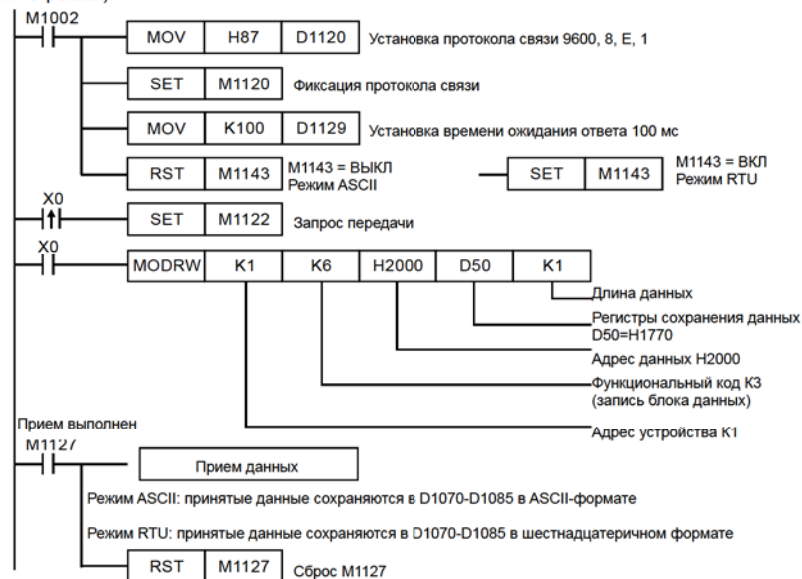 M1002
MOV H87 D1120 Установка протокола связи 9600, 8, E, 1
SET M1120 Фиксация протокола связи
MOV K100 D1129 Установка времени ожидания ответа 100 мс
RST M1143 M1143 = ВЫКЛ
Режим ASCII
SET M1143 M1143 = ВКЛ
Режим RTU
X0
SET M1122 Запрос передачи
X0
MODRW K1 K6 H2000 D50 K1
Длина данных
Регистры сохранения данных
D50=H1770
Адрес данных H2000
Функциональный код K3
(запись блока данных)
Адрес устройства K1
Прием выполнен
M1127
Прием данных
Режим ASCII: принятые данные сохраняются в D1070-D1085 в ASCII-формате
Режим RTU: принятые данные сохраняются в D1070-D1085 в шестнадцатеричном формате
RST M1127 Сброс M1127